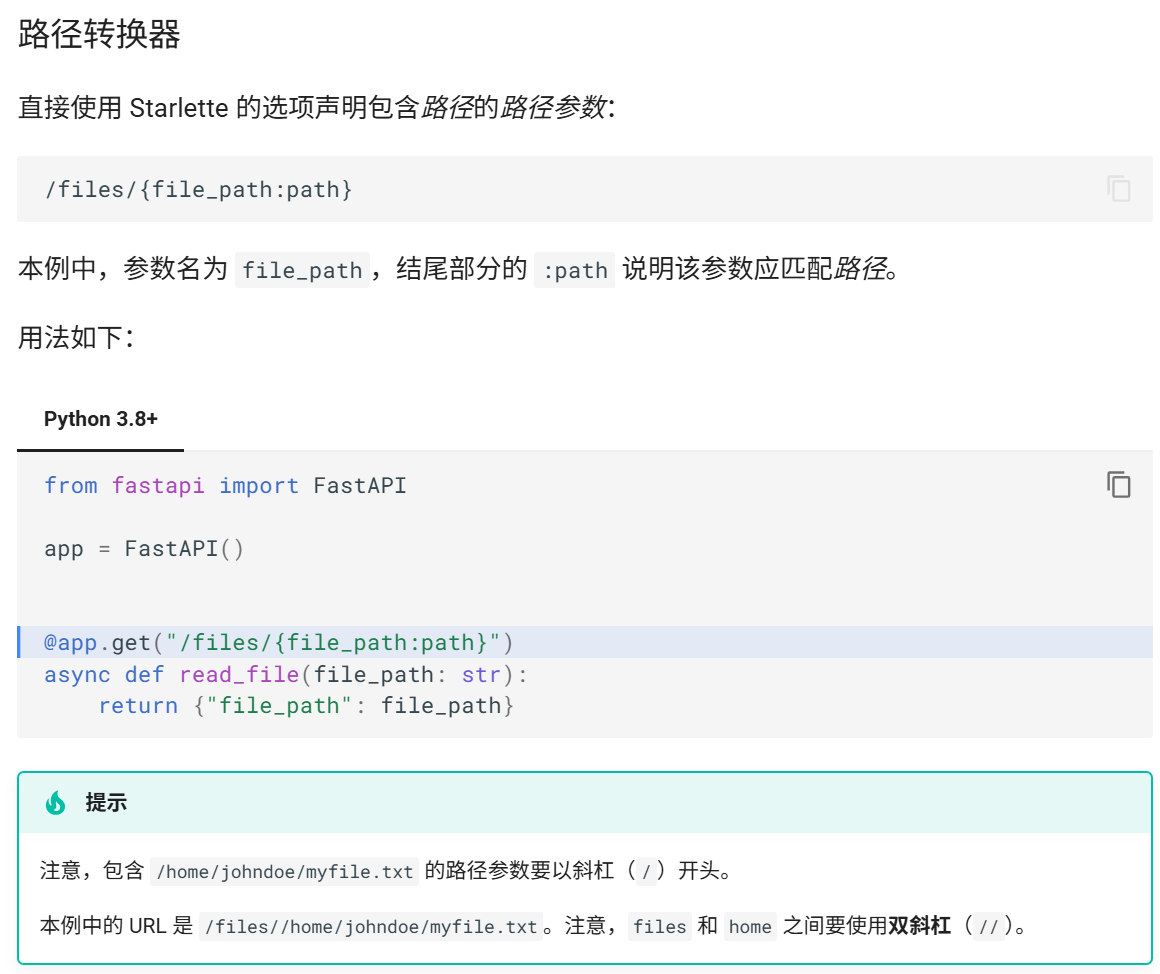 路径转换器
直接使用 Starlette 的选项声明包含路径的路径参数：
/files/{file_path:path}
本例中，参数名为 file_path，结尾部分的 :path 说明该参数应匹配路径。
用法如下：
Python 3.8+
from fastapi import FastAPI
app = FastAPI()
@app.get("/files/{file_path:path}")
async def read_file(file_path: str):
    return {"file_path": file_path}
提示
注意，包含 /home/johndoe/myfile.txt 的路径参数要以斜杠（/）开头。
本例中的 URL 是 /files//home/johndoe/myfile.txt。注意，files 和 home 之间要使用双斜杠（//）。